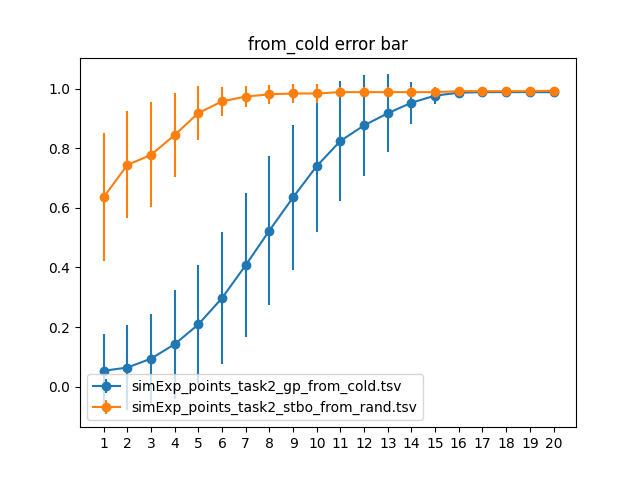 from_cold error bar
1.0
0.8
0.6
0.4
0.2
0.0
simExp_points_task2_gp_from_cold.tsv
simExp_points_task2_stbo_from_rand.tsv
1 2 3 4 5 6 7 8 9 10 11 12 13 14 15 16 17 18 19 20